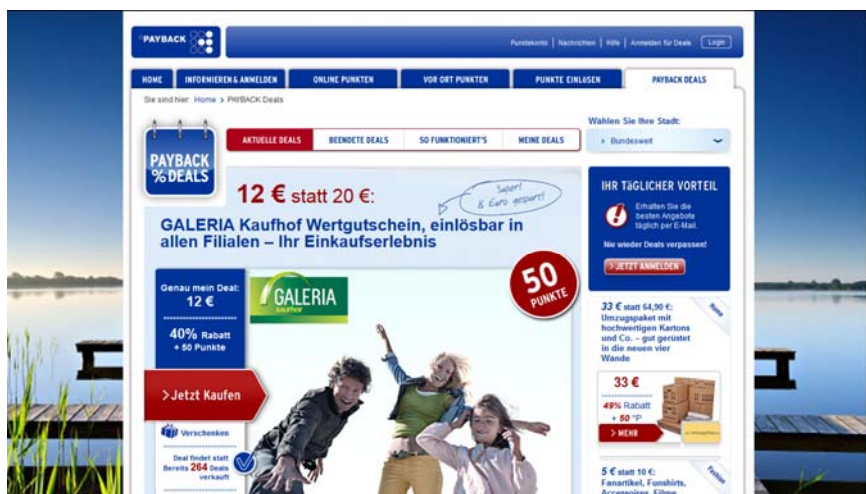 PAYBACK
Punktekonto | Nachrichten | Hilfe | Anmelden für Deals
Login
HOME
INFORMIEREN & ANMELDEN
ONLINE PUNKTEN
VOR ORT PUNKTEN
PUNKTE EINLÖSEN
PAYBACK DEALS
Sie sind hier: Home > PAYBACK Deals
Wählen Sie Ihre Stadt:
Bundesweit
PAYBACK
% DEALS
AKTUELLE DEALS
BEENDETE DEALS
SO FUNKTIONIERT'S
MEINE DEALS
12 € statt 20 €:
Super!
8 Euro gespart!
GALERIA Kaufhof Wertgutschein, einlösbar in
allen Filialen – Ihr Einkaufserlebnis
Genau mein Deal:
12 €
40% Rabatt
+ 50 Punkte
> Jetzt Kaufen
Verschenken
Deal findet statt
Bereits 264 Deals
verkauft
GALERIA
kaufhof
50
PUNKTE
IHR TÄGLICHER VORTEIL
Erhalten Sie die
besten Angebote
täglich per E-Mail.
Nie wieder Deals verpassen!
> JETZT ANMELDEN
33 € statt 64,90 €:
Umzugspaket mit
hochwertigen Kartons
und Co. – gut gerüstet
in die neuen vier
Wände
Home
33 €
49% Rabatt
+ 50 °P
> MEHR
5 € statt 10 €:
Fanartikel, Funshirts,
Accessoires, Filme
Fashion